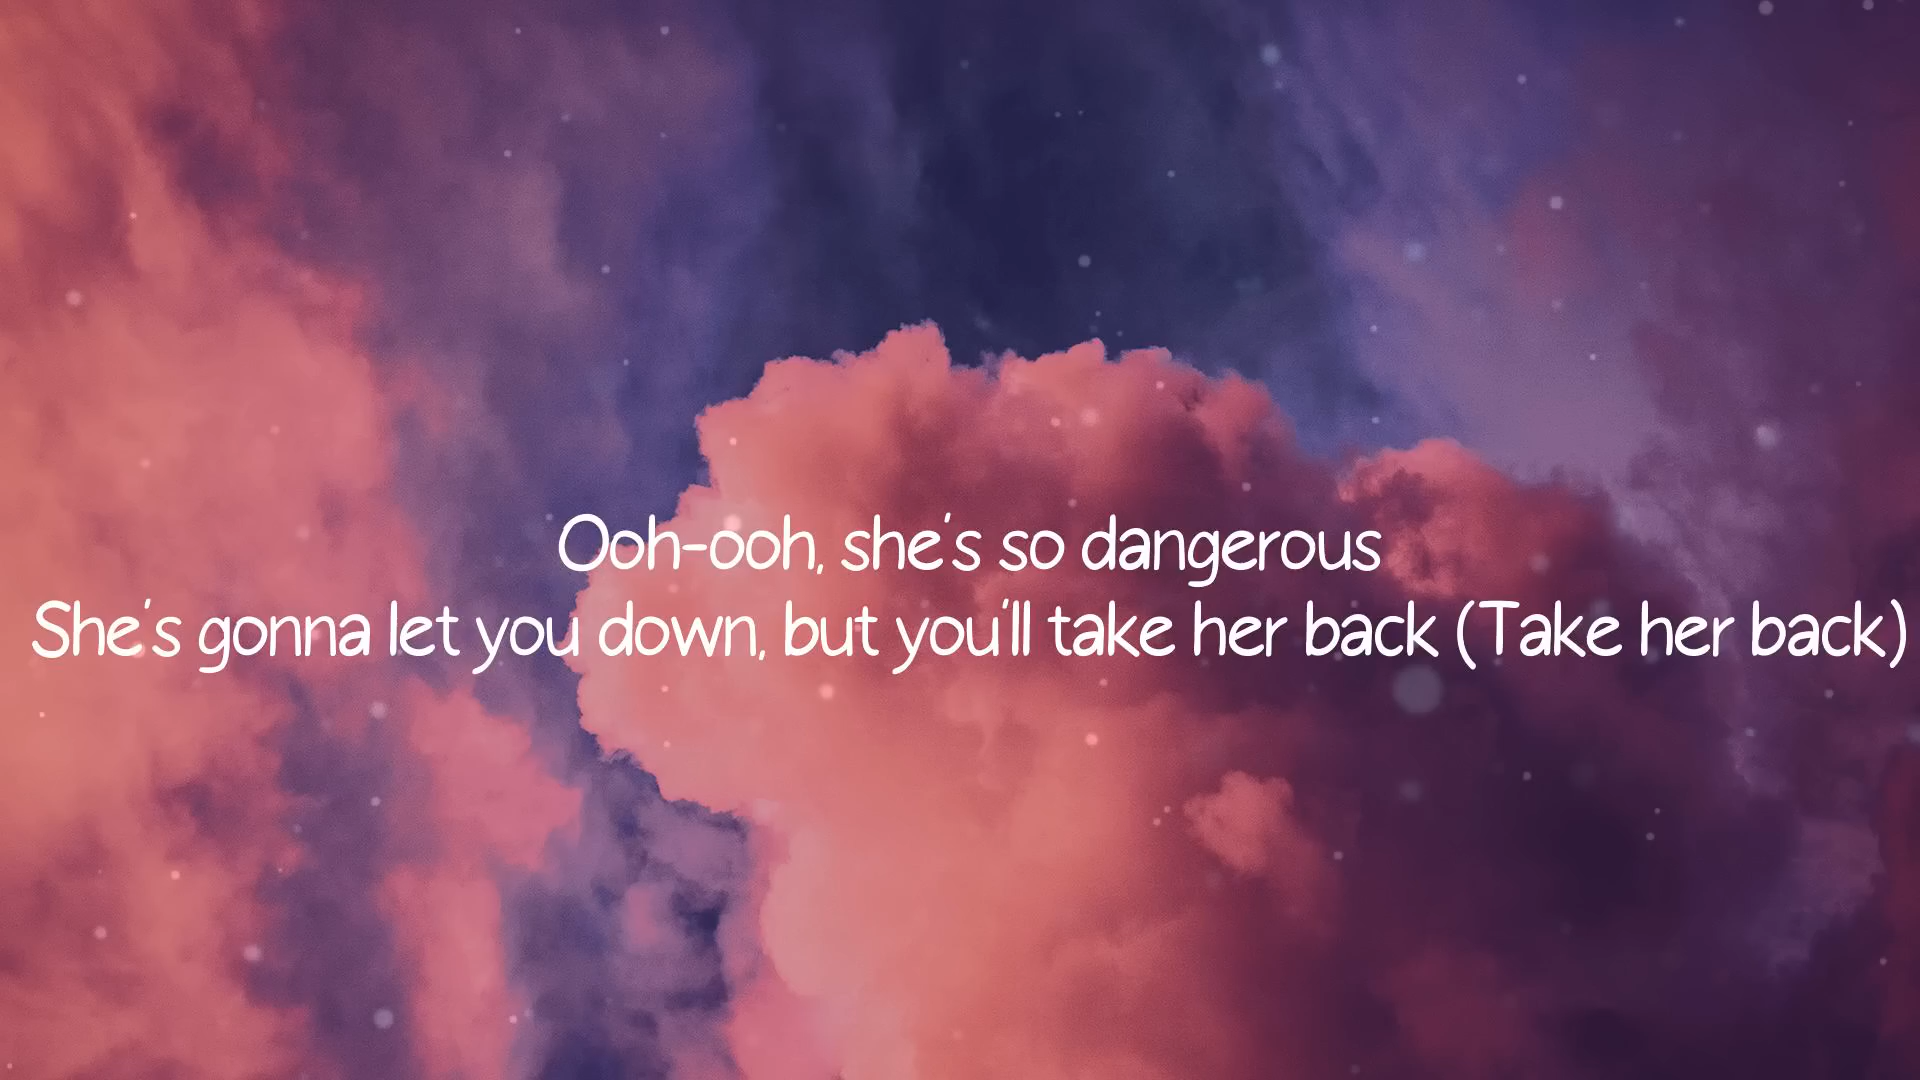 Ooh-ooh, she's so dangerous
She's gonna let you down, but you'll take her back (Take her back)